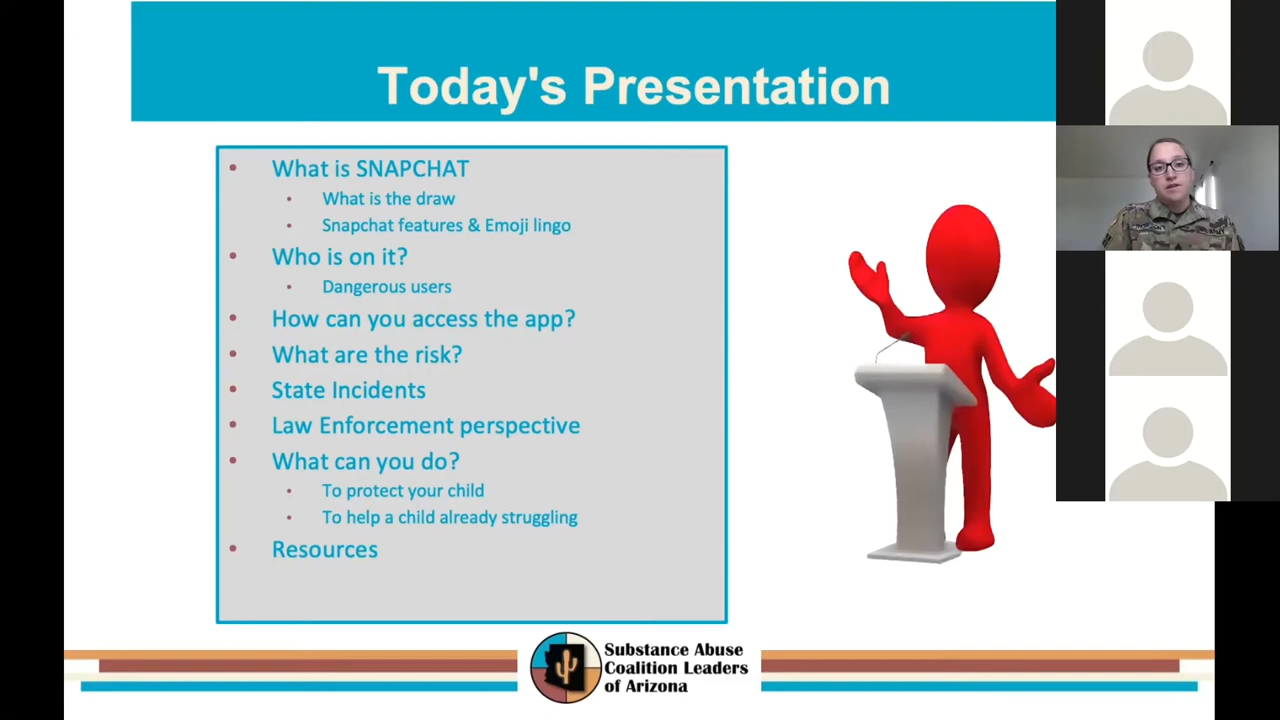 Today's Presentation
• What is SNAPCHAT
• What is the draw
• Snapchat features & Emoji lingo
• Who is on it?
• Dangerous users
• How can you access the app?
• What are the risk?
• State Incidents
• Law Enforcement perspective
• What can you do?
• To protect your child
• To help a child already struggling
• Resources
Substance Abuse
Coalition Leaders
of Arizona